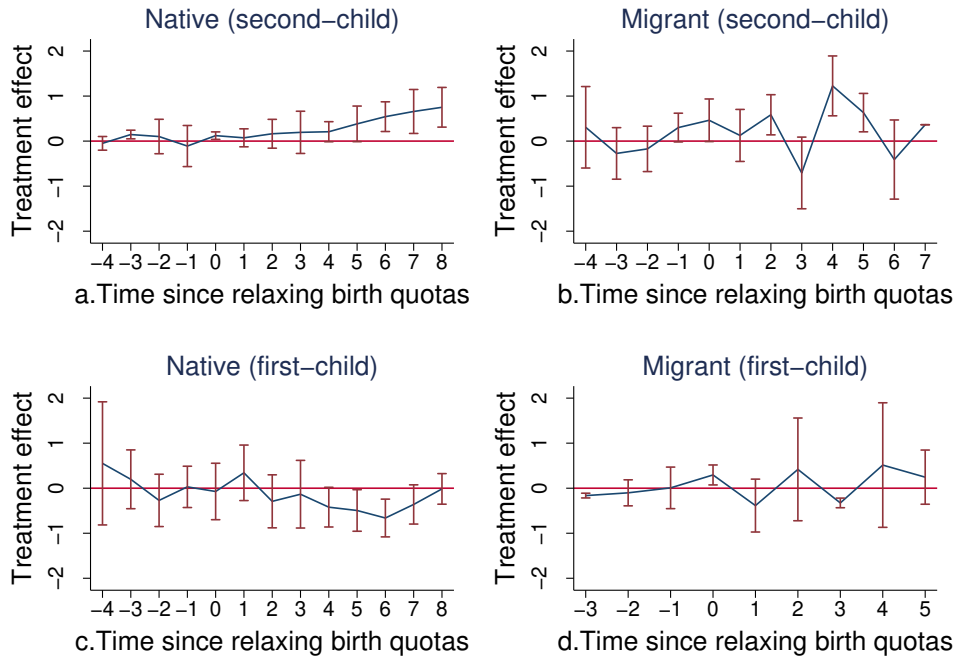 Native (second−child)
Treatment effect
2
1
0
−1
−2
−4 −3 −2 −1 0 1 2 3 4 5 6 7 8
a.Time since relaxing birth quotas
Migrant (second−child)
Treatment effect
2
1
0
−1
−2
−4 −3 −2 −1 0 1 2 3 4 5 6 7
b.Time since relaxing birth quotas
Native (first−child)
Treatment effect
2
1
0
−1
−2
−4 −3 −2 −1 0 1 2 3 4 5 6 7 8
c.Time since relaxing birth quotas
Migrant (first−child)
Treatment effect
2
1
0
−1
−2
−3 −2 −1 0 1 2 3 4 5
d.Time since relaxing birth quotas